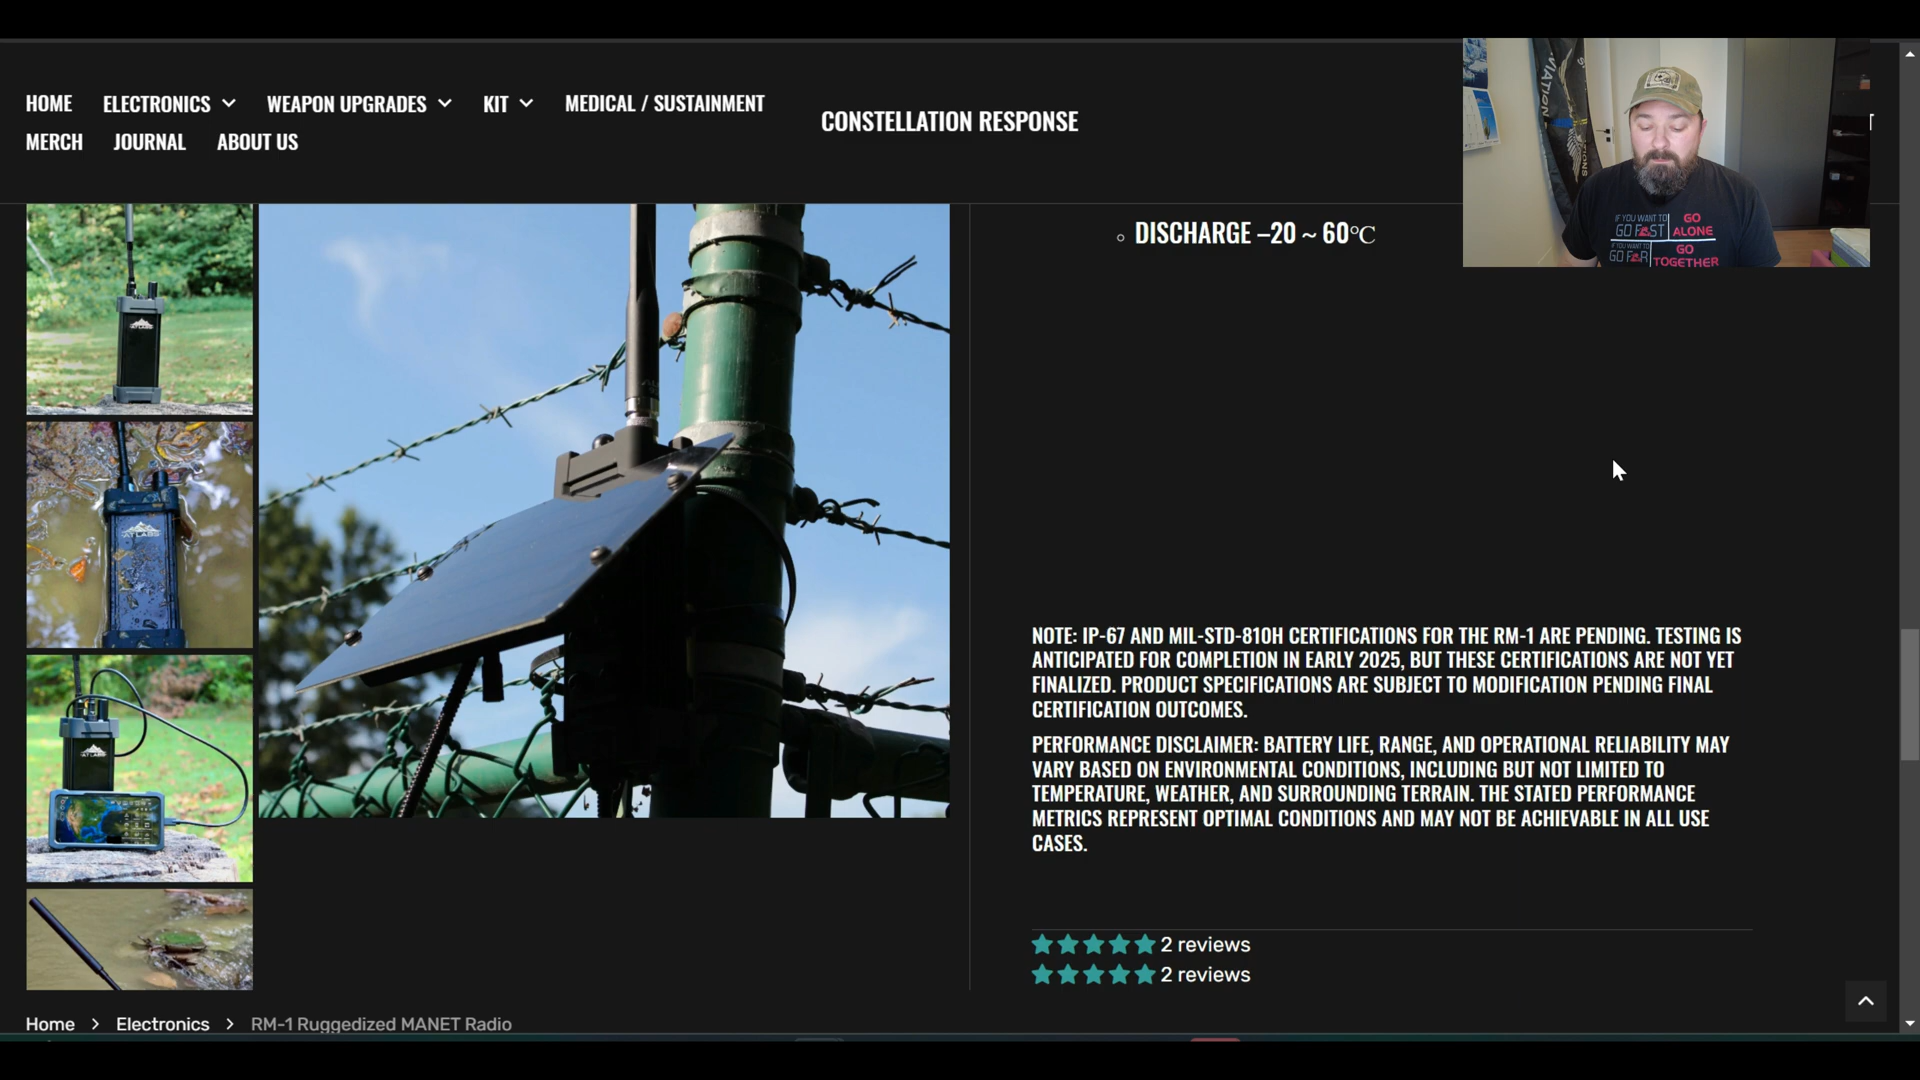 HOME
ELECTRONICS
WEAPON UPGRADES
KIT
MEDICAL / SUSTAINMENT
MERCH
JOURNAL
ABOUT US
CONSTELLATION RESPONSE
IF YOU WANT TO GO FAST GO ALONE
IF YOU WANT TO GO FAR GO TOGETHER
DISCHARGE –20 ~ 60℃
NOTE: IP-67 AND MIL-STD-810H CERTIFICATIONS FOR THE RM-1 ARE PENDING. TESTING IS
ANTICIPATED FOR COMPLETION IN EARLY 2025, BUT THESE CERTIFICATIONS ARE NOT YET
FINALIZED. PRODUCT SPECIFICATIONS ARE SUBJECT TO MODIFICATION PENDING FINAL
CERTIFICATION OUTCOMES.
PERFORMANCE DISCLAIMER: BATTERY LIFE, RANGE, AND OPERATIONAL RELIABILITY MAY
VARY BASED ON ENVIRONMENTAL CONDITIONS, INCLUDING BUT NOT LIMITED TO
TEMPERATURE, WEATHER, AND SURROUNDING TERRAIN. THE STATED PERFORMANCE
METRICS REPRESENT OPTIMAL CONDITIONS AND MAY NOT BE ACHIEVABLE IN ALL USE
CASES.
2 reviews
2 reviews
Home > Electronics > RM-1 Ruggedized MANET Radio